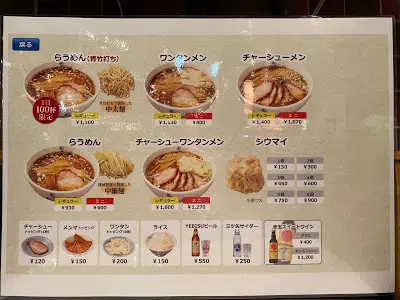 戻る
らうめん(青竹打ち)
1日
100杯
限定
中太麺
レギュラー
¥1,100
ワンタンメン
レギュラー
¥1,130
ミニ
¥800
チャーシューメン
レギュラー
¥1,400
ミニ
¥1,070
らうめん
中細麺
レギュラー
¥930
ミニ
¥600
チャーシューワンタンメン
レギュラー
¥1,600
ミニ
¥1,270
シウマイ
1個
¥150
2個
¥300
3個
¥450
4個
¥600
5個
¥750
6個
¥900
チャーシュー
トッピング(1枚)
¥120
メンマトッピング
¥150
ワンタン
トッピング(4個)
¥200
ライス
¥150
YEBISUビール
¥550
ミツ矢サイダー
¥250
赤玉スイートワイン
グラス
¥400
¥1,200